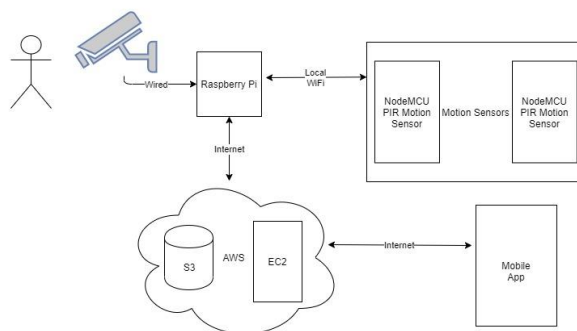 Wired
Raspberry Pi
Local
WiFi
NodeMCU
PIR Motion
Sensor
Motion Sensors
NodeMCU
PIR Motion
Sensor
Internet
S3
AWS
EC2
Internet
Mobile
App